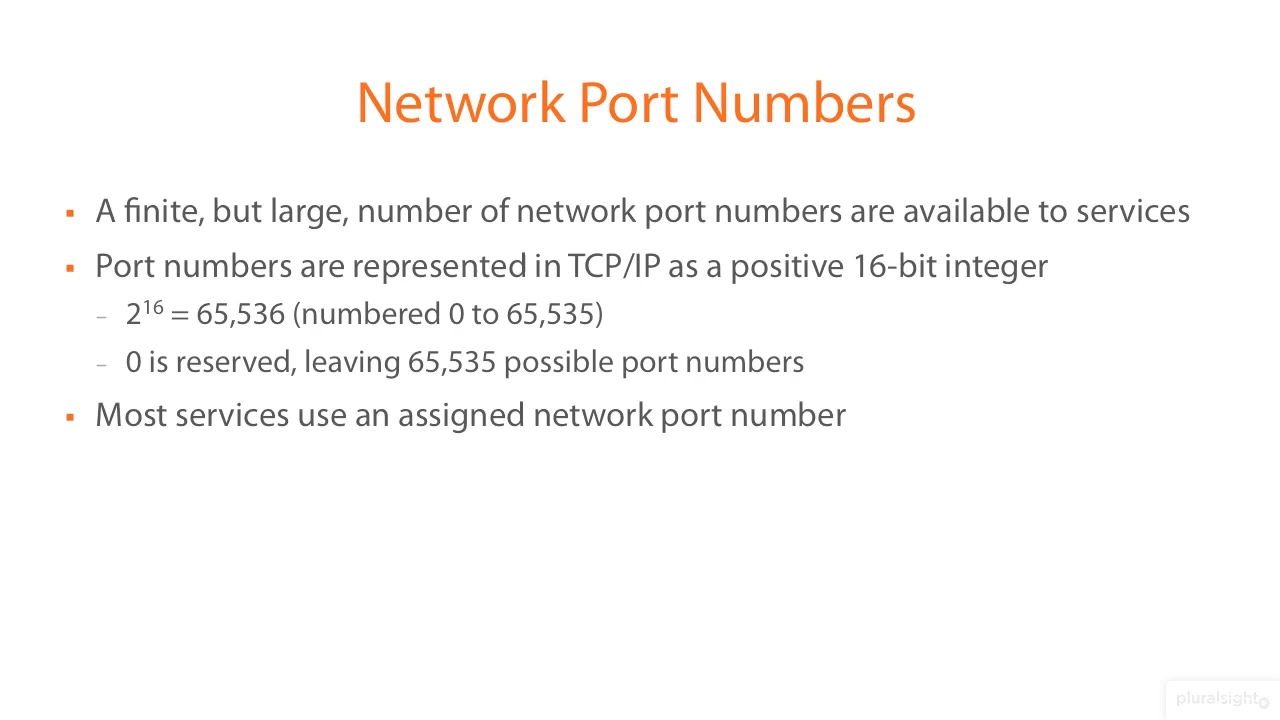 Network Port Numbers
▪ A finite, but large, number of network port numbers are available to services
▪ Port numbers are represented in TCP/IP as a positive 16-bit integer
– 2¹⁶ = 65,536 (numbered 0 to 65,535)
– 0 is reserved, leaving 65,535 possible port numbers
▪ Most services use an assigned network port number
pluralsight